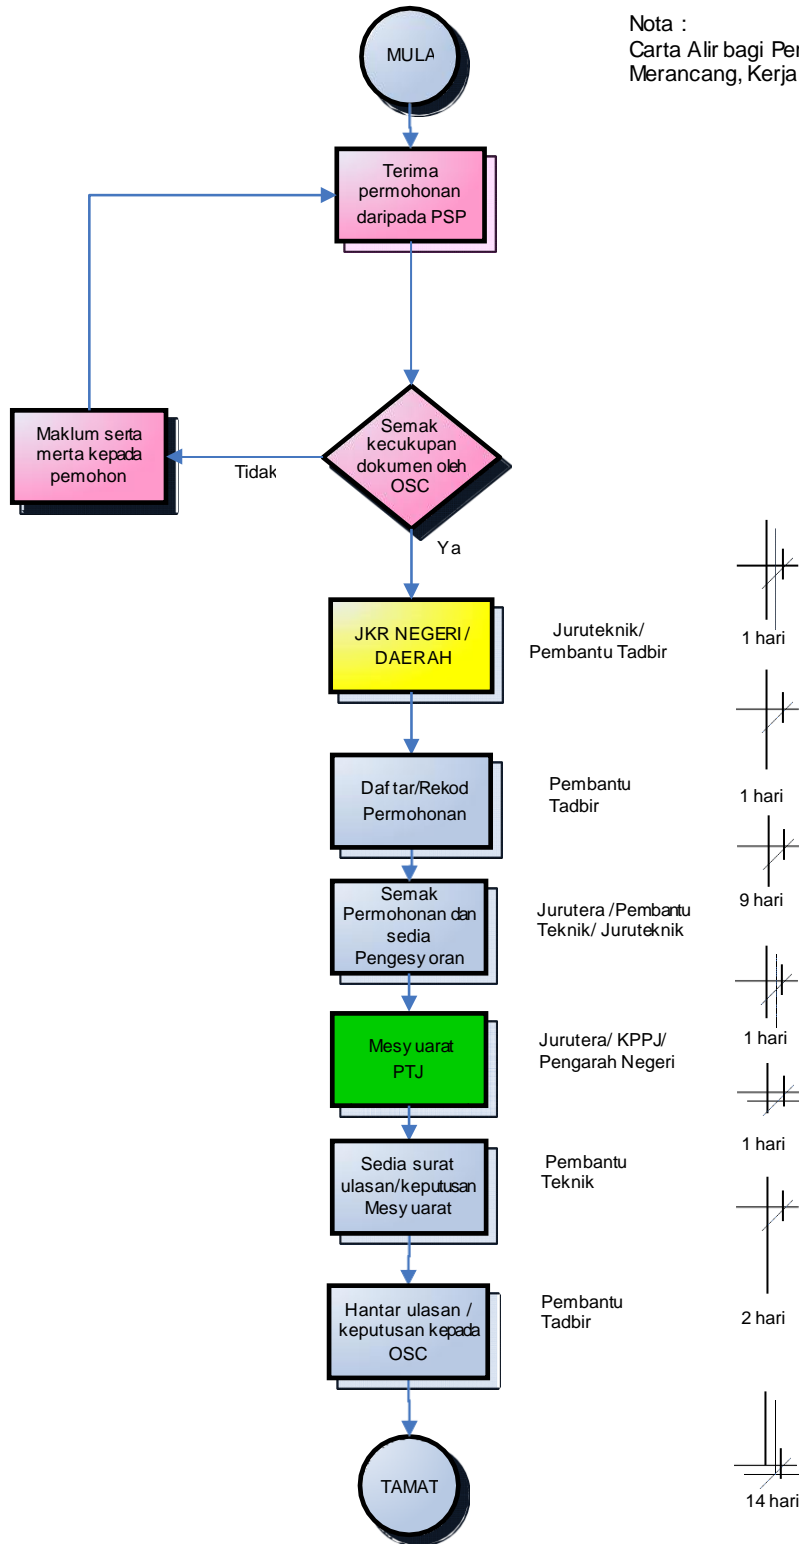 Nota :
Carta Alir bagi Per
Merancang, Kerja
MULA
Terima
permohonan
daripada PSP
Semak
kecukupan
dokumen oleh
OSC
Maklum serta
merta kepada
pemohon
Tidak
Ya
JKR NEGERI /
DAERAH
Juruteknik/
Pembantu Tadbir
1 hari
Daftar/Rekod
Permohonan
Pembantu
Tadbir
1 hari
Semak
Permohonan dan
sedia
Pengesyoran
Jurutera /Pembantu
Teknik/ Juruteknik
9 hari
Mesyuarat
PTJ
Jurutera/ KPPJ/
Pengarah Negeri
1 hari
Sedia surat
ulasan/keputusan
Mesyuarat
Pembantu
Teknik
1 hari
Hantar ulasan /
keputusan kepada
OSC
Pembantu
Tadbir
2 hari
TAMAT
14 hari